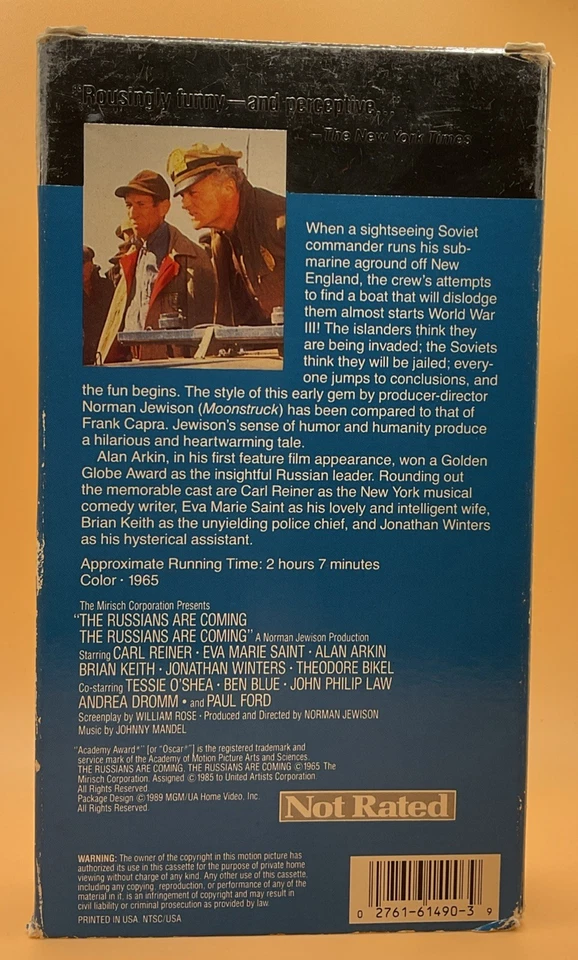 "Rousingly funny—and perceptive..."
—The New York Times
When a sightseeing Soviet
commander runs his sub-
marine aground off New
England, the crew's attempts
to find a boat that will dislodge
them almost starts World War
III! The islanders think they
are being invaded; the Soviets
think they will be jailed; every-
one jumps to conclusions, and
the fun begins. The style of this early gem by producer-director
Norman Jewison (Moonstruck) has been compared to that of
Frank Capra. Jewison's sense of humor and humanity produce
a hilarious and heartwarming tale.
Alan Arkin, in his first feature film appearance, won a Golden
Globe Award as the insightful Russian leader. Rounding out
the memorable cast are Carl Reiner as the New York musical
comedy writer, Eva Marie Saint as his lovely and intelligent wife,
Brian Keith as the unyielding police chief, and Jonathan Winters
as his hysterical assistant.
Approximate Running Time: 2 hours 7 minutes
Color · 1965
The Mirisch Corporation Presents
"THE RUSSIANS ARE COMING
THE RUSSIANS ARE COMING" A Norman Jewison Production
Starring CARL REINER · EVA MARIE SAINT · ALAN ARKIN
BRIAN KEITH · JONATHAN WINTERS · THEODORE BIKEL
Co-starring TESSIE O'SHEA · BEN BLUE · JOHN PHILIP LAW
ANDREA DROMM • and PAUL FORD
Screenplay by WILLIAM ROSE · Produced and Directed by NORMAN JEWISON
Music by JOHNNY MANDEL
"Academy Award®" [or "Oscar®"] is the registered trademark and
service mark of the Academy of Motion Picture Arts and Sciences.
THE RUSSIANS ARE COMING, THE RUSSIANS ARE COMING ©1965 The
Mirisch Corporation. Assigned ©1985 to United Artists Corporation.
All Rights Reserved.
Package Design ©1989 MGM/UA Home Video, Inc.
All Rights Reserved.
Not Rated
WARNING: The owner of the copyright in this motion picture has
authorized its use in this cassette for the purpose of private home
viewing without charge of any kind. Any other use of this cassette,
including any copying, reproduction, or performance of any of the
material in it, is an infringement of copyright and may result in
civil liability or criminal prosecution as provided by law.
PRINTED IN USA. NTSC/USA
0 2761-61490-3 9